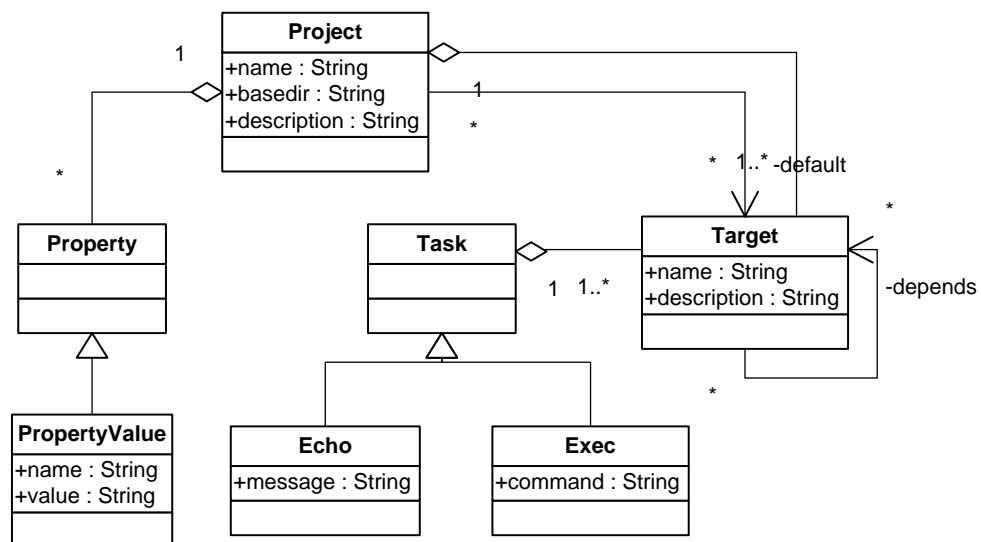 Project
+name : String
+basedir : String
+description : String
1
1
*
*
*
1..*
-default
*
Property
Task
Target
+name : String
+description : String
1
1..*
-depends
*
PropertyValue
+name : String
+value : String
Echo
+message : String
Exec
+command : String